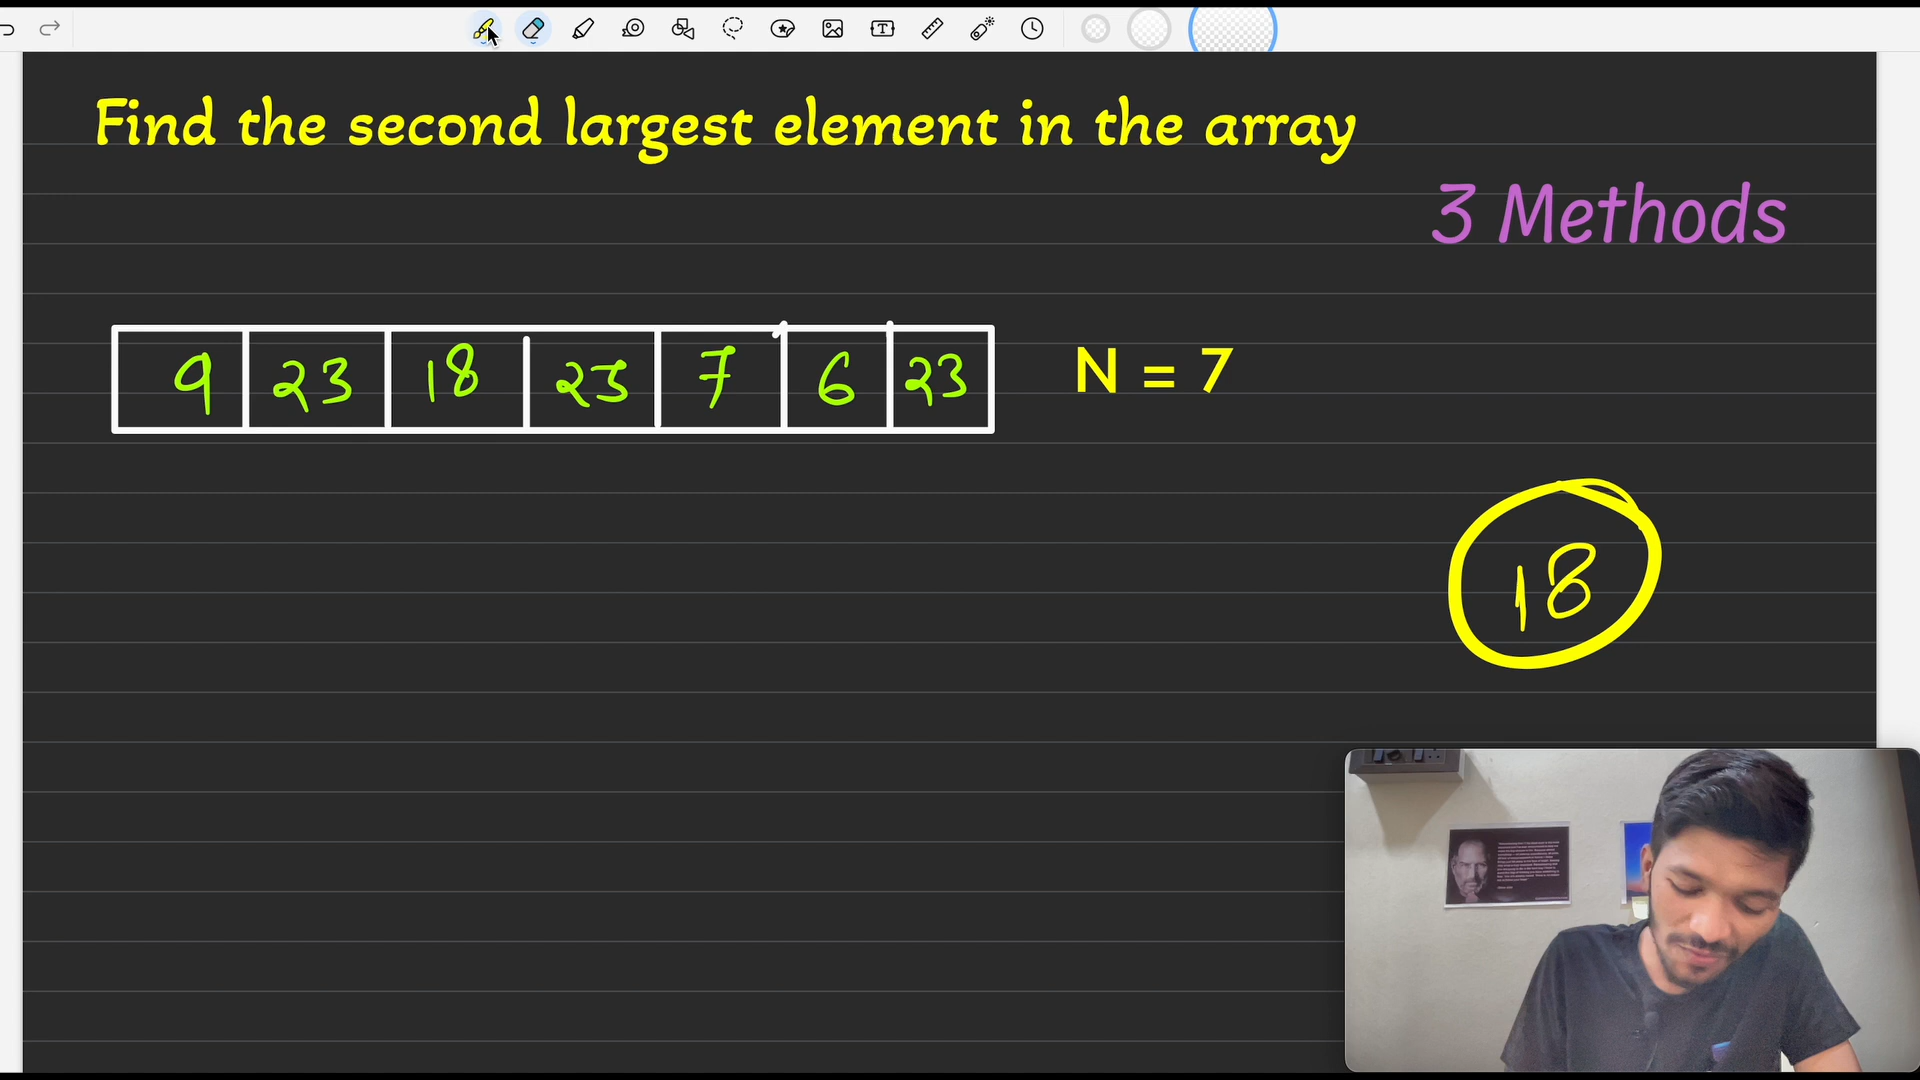 Find the second largest element in the array
3 Methods
9 23 18 23 7 6 23 N = 7
18